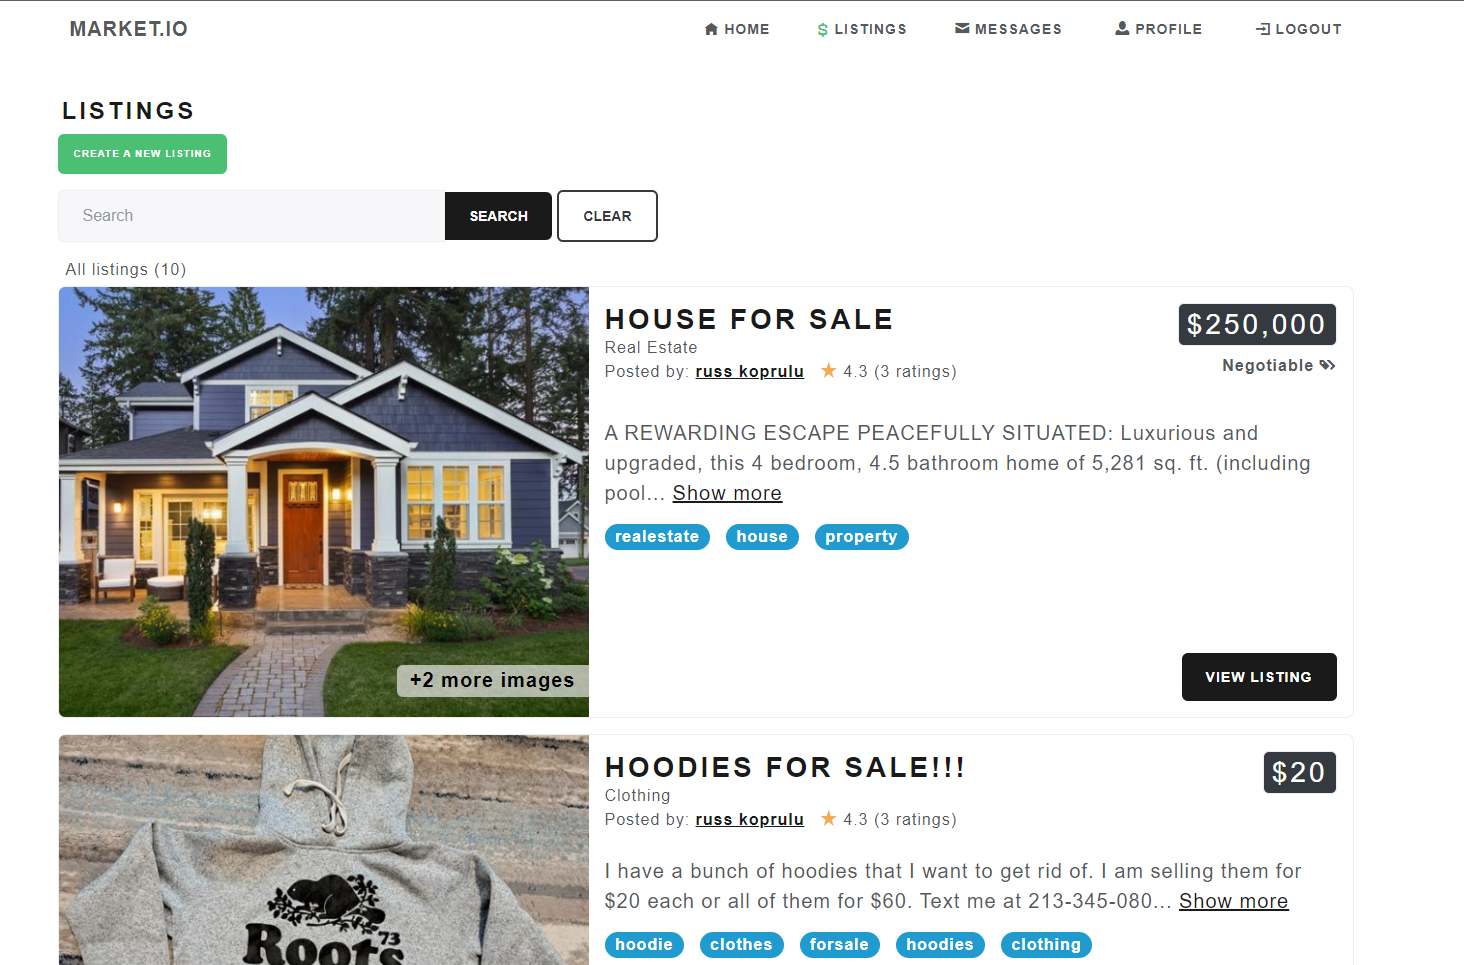 MARKET.IO
HOME
LISTINGS
MESSAGES
PROFILE
LOGOUT
LISTINGS
CREATE A NEW LISTING
Search
SEARCH
CLEAR
All listings (10)
HOUSE FOR SALE
$250,000
Real Estate
Posted by: russ koprulu 4.3 (3 ratings)
Negotiable
A REWARDING ESCAPE PEACEFULLY SITUATED: Luxurious and
upgraded, this 4 bedroom, 4.5 bathroom home of 5,281 sq. ft. (including
pool... Show more
realestate house property
+2 more images
VIEW LISTING
HOODIES FOR SALE!!!
$20
Clothing
Posted by: russ koprulu 4.3 (3 ratings)
I have a bunch of hoodies that I want to get rid of. I am selling them for
$20 each or all of them for $60. Text me at 213-345-080... Show more
hoodie clothes forsale hoodies clothing
73
Roots